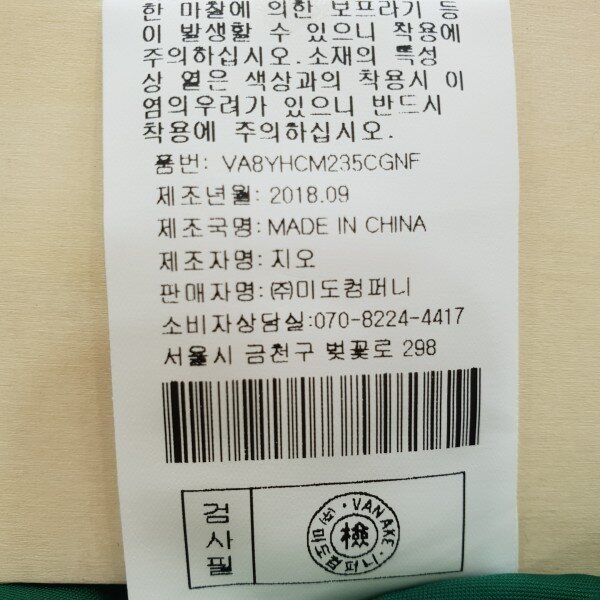 한 마찰에 의한 보프라기 등
이 발생할 수 있으니 착용에
주의하십시오.소재의 특성
상 옅은 색상과의 착용시 이
염의우려가 있으니 반드시
착용에 주의하십시오.
품번: VA8YHCM235CGNF
제조년월: 2018.09
제조국명: MADE IN CHINA
제조자명: 지오
판매자명: ㈜미도컴퍼니
소비자상담실:070-8224-4417
서울시 금천구 벚꽃로 298
검사필
VAN AKE · ㈜미도컴퍼니 ·
檢